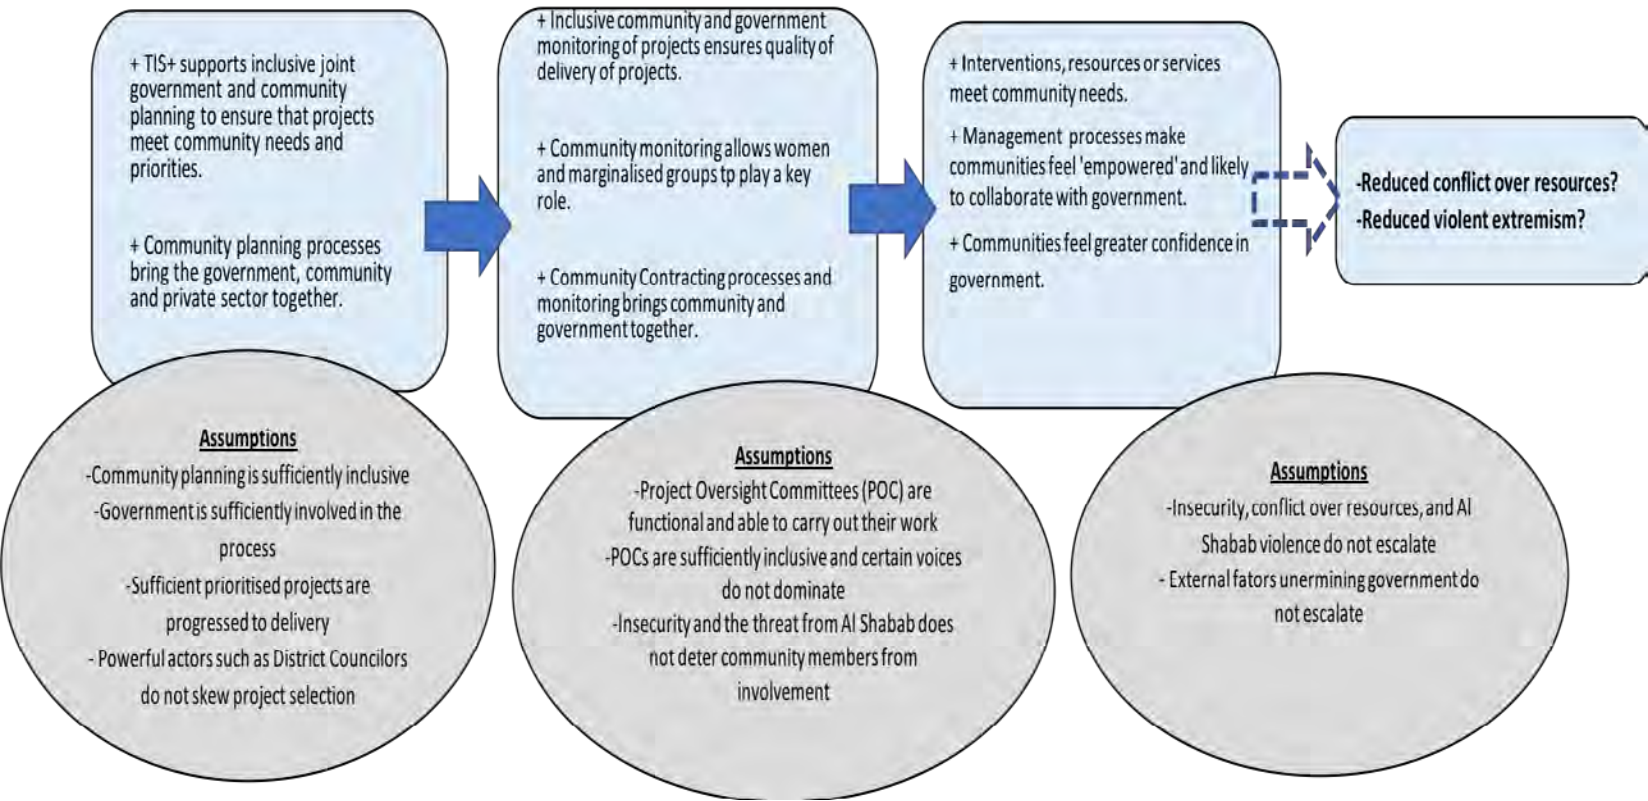 + TIS+ supports inclusive joint
government and community
planning to ensure that projects
meet community needs and
priorities.
+ Community planning processes
bring the government, community
and private sector together.
+ Inclusive community and government
monitoring of projects ensures quality of
delivery of projects.
+ Community monitoring allows women
and marginalised groups tp play a key
role.
+ Community Contracting processes and
monitoring brings community and
government together.
+ Interventions, resources or services
meet community needs.
+ Management processes make
communities feel 'empowered' and likely
to collaborate with government.
+ Communities feel greater confidence in
government.
-Reduced conflict over resources?
-Reduced violent extremism?
Assumptions
-Community planning is sufficiently inclusive
-Government is sufficiently involved in the
process
-Sufficient prioritised projects are
progressed to delivery
- Powerful actors such as District Councilors
do not skew project selection
Assumptions
-Project Oversight Committees (POC) are
functional and able to carry out their work
-POCs are sufficiently inclusive and certain voices
do not dominate
-Insecurity and the threat from Al Shabab does
not deter community members from
involvement
Assumptions
-Insecurity, conflict over resources, and Al
Shabab violence do not escalate
- External fators unermining government do
not escalate